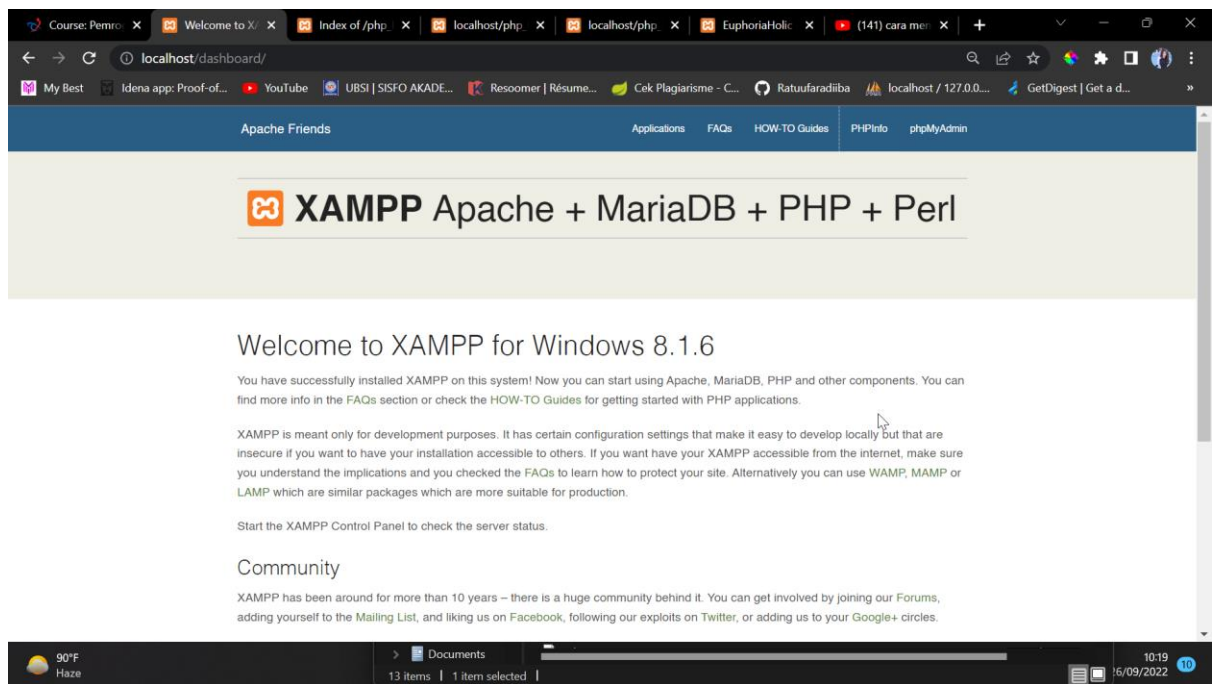 Course: Pemro
Welcome to X/
Index of /php_
localhost/php_
localhost/php_
EuphoriaHolic
(141) cara men
localhost/dashboard/
My Best
Idena app: Proof-of...
YouTube
UBSI | SISFO AKADE...
Resoomer | Résume...
Cek Plagiarisme - C...
Ratuufaradiiba
localhost / 127.0.0....
GetDigest | Get a d...
»
Apache Friends
Applications
FAQs
HOW-TO Guides
PHPInfo
phpMyAdmin
XAMPP Apache + MariaDB + PHP + Perl
Welcome to XAMPP for Windows 8.1.6
You have successfully installed XAMPP on this system! Now you can start using Apache, MariaDB, PHP and other components. You can
find more info in the FAQs section or check the HOW-TO Guides for getting started with PHP applications.
XAMPP is meant only for development purposes. It has certain configuration settings that make it easy to develop locally but that are
insecure if you want to have your installation accessible to others. If you want have your XAMPP accessible from the internet, make sure
you understand the implications and you checked the FAQs to learn how to protect your site. Alternatively you can use WAMP, MAMP or
LAMP which are similar packages which are more suitable for production.
Start the XAMPP Control Panel to check the server status.
Community
XAMPP has been around for more than 10 years – there is a huge community behind it. You can get involved by joining our Forums,
adding yourself to the Mailing List, and liking us on Facebook, following our exploits on Twitter, or adding us to your Google+ circles.
90°F
Haze
Documents
13 items
1 item selected
10:19
26/09/2022
10